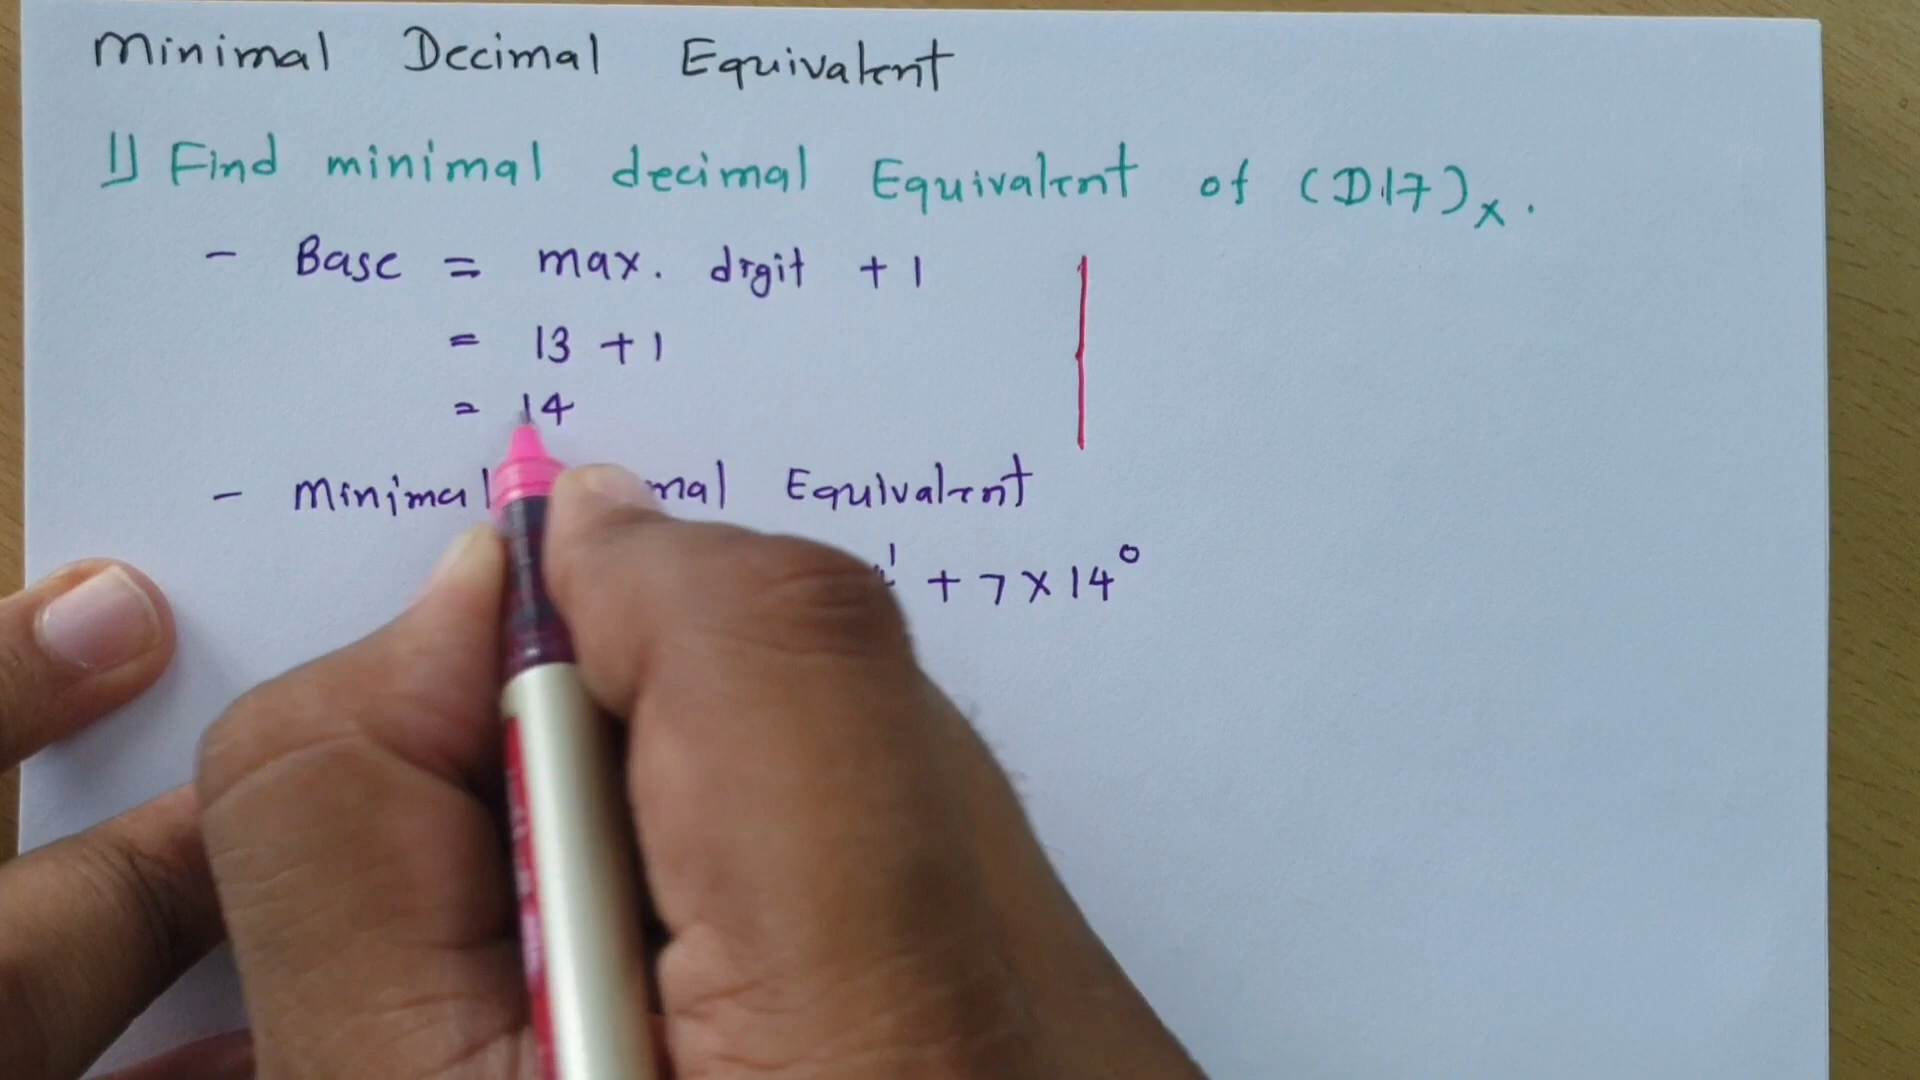 Minimal Decimal Equivalent
1) Find minimal decimal Equivalent of (D17)x.
- Base = max. digit + 1
= 13 + 1
= 14
- Minimal Equivalent
+ 7 x 14⁰